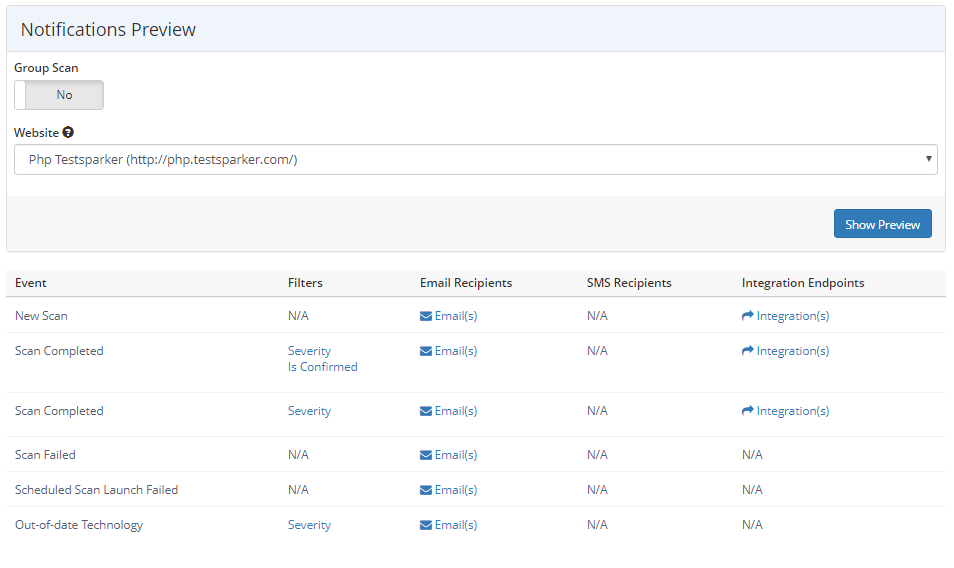 Notifications Preview
Group Scan
No
Website
Php Testsparker (http://php.testsparker.com/)
Show Preview
Event Filters Email Recipients SMS Recipients Integration Endpoints
New Scan N/A Email(s) N/A Integration(s)
Scan Completed Severity Email(s) N/A Integration(s)
Is Confirmed
Scan Completed Severity Email(s) N/A Integration(s)
Scan Failed N/A Email(s) N/A N/A
Scheduled Scan Launch Failed N/A Email(s) N/A N/A
Out-of-date Technology Severity Email(s) N/A N/A